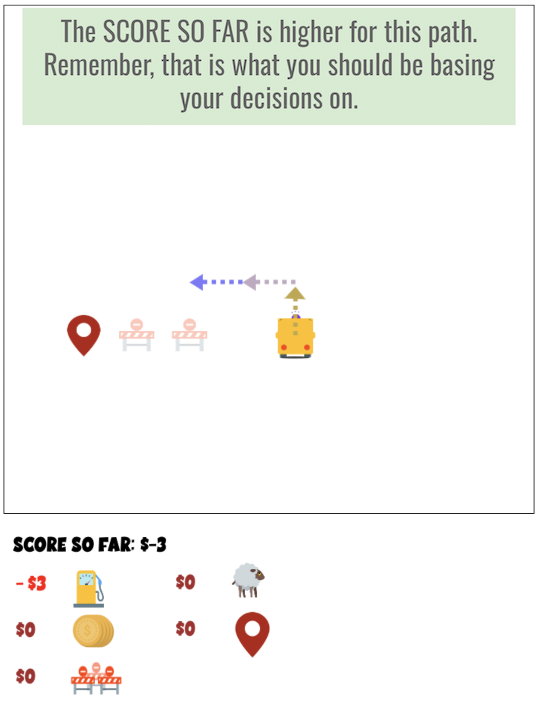 The SCORE SO FAR is higher for this path.
Remember, that is what you should be basing
your decisions on.
SCORE SO FAR: $-3
- $3
$0
$0
$0
$0